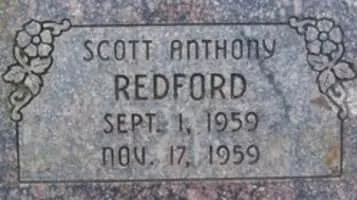 SCOTT ANTHONY
REDFORD
SEPT. 1, 1959
NOV. 17, 1959